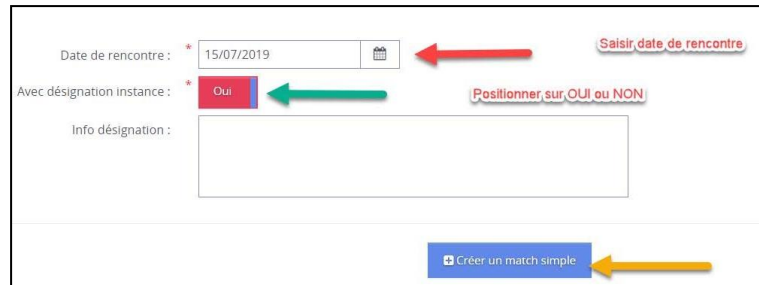 Date de rencontre : * 15/07/2019 Saisir date de rencontre
Avec désignation instance : * Oui Positionner sur OUI ou NON
Info désignation :
Créer un match simple